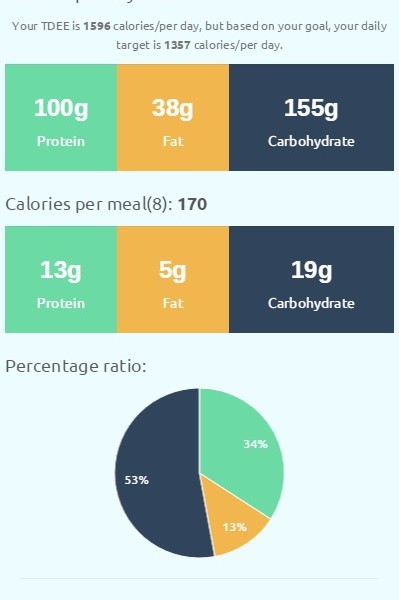 Your TDEE is 1596 calories/per day, but based on your goal, your daily
target is 1357 calories/per day.
100g 38g 155g
Protein Fat Carbohydrate
Calories per meal(8): 170
13g 5g 19g
Protein Fat Carbohydrate
Percentage ratio:
34%
53%
13%